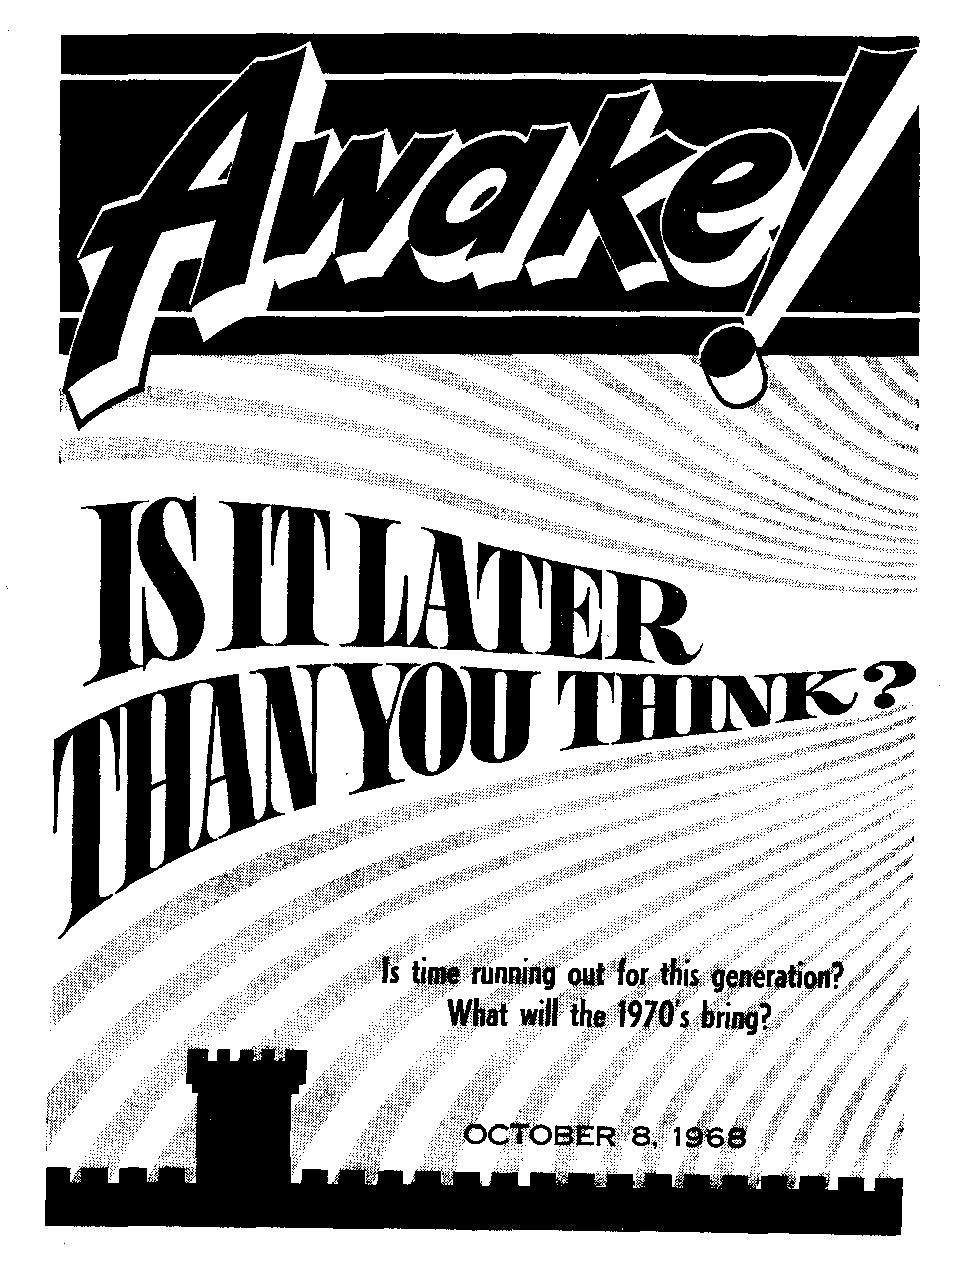 Awake!
IS IT LATER
THAN YOU THINK?
Is time running out for this generation?
What will the 1970's bring?
OCTOBER 8, 1968